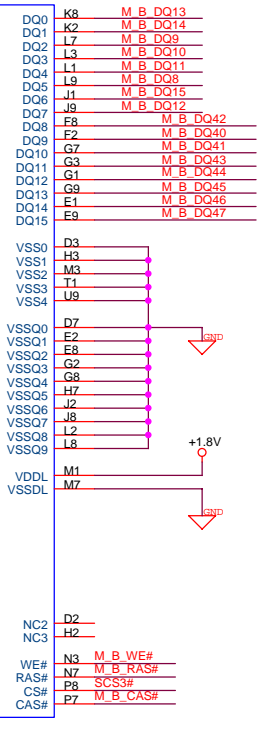 DQ0 K8 M_B_DQ13
DQ1 K2 M_B_DQ14
DQ2 L7 M_B_DQ9
DQ3 L3 M_B_DQ10
DQ4 L1 M_B_DQ11
DQ5 L9 M_B_DQ8
DQ6 J1 M_B_DQ15
DQ7 J9 M_B_DQ12
DQ8 F8 M_B_DQ42
DQ9 F2 M_B_DQ40
DQ10 G7 M_B_DQ41
DQ11 G3 M_B_DQ43
DQ12 G1 M_B_DQ44
DQ13 G9 M_B_DQ45
DQ14 E1 M_B_DQ46
DQ15 E9 M_B_DQ47
VSS0 D3
VSS1 H3
VSS2 M3
VSS3 T1
VSS4 U9
VSSQ0 D7
GND
VSSQ1 E2
VSSQ2 E8
VSSQ3 G2
VSSQ4 G8
VSSQ5 H7
VSSQ6 J2
VSSQ7 J8
VSSQ8 L2
VSSQ9 L8
+1.8V
VDDL M1
VSSDL M7
GND
NC2 D2
NC3 H2
WE# N3 M_B_WE#
RAS# N7 M_B_RAS#
CS# P8 SCS3#
CAS# P7 M_B_CAS#